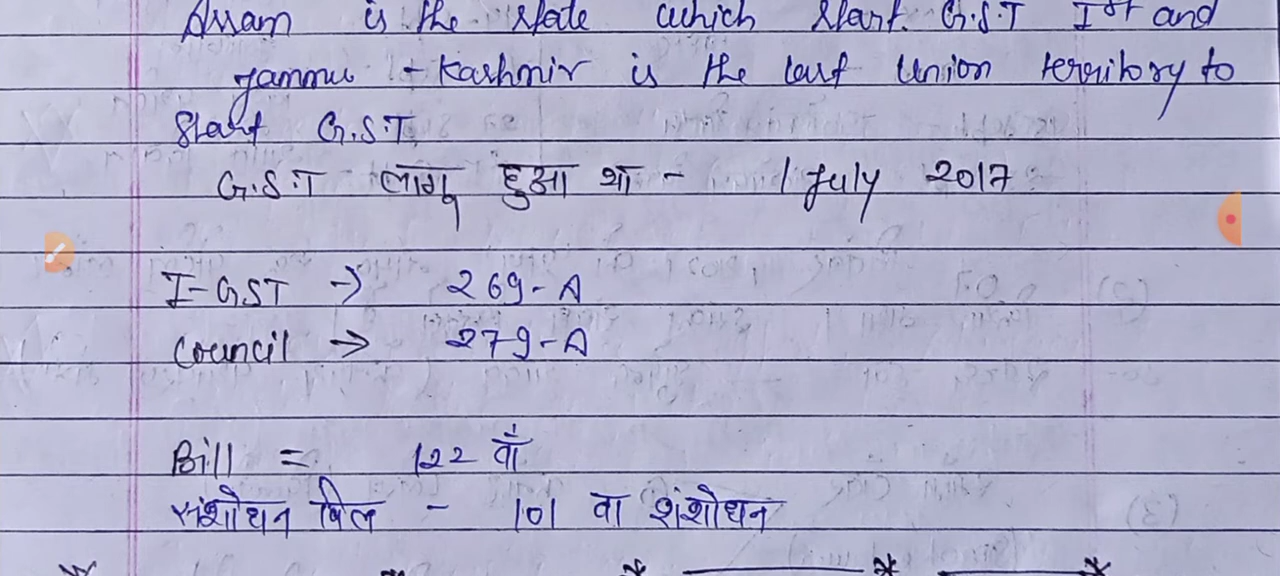 Assam is the state which start G.S.T Ist and
Jammu + Kashmir is the last Union territory to
Start G.S.T
G.S.T लागू हुआ था - 1 July 2017
I-GST → 269-A
Council → 279-A
Bill = 122 वां
संशोधन बिल - 101 वा शंशोधन